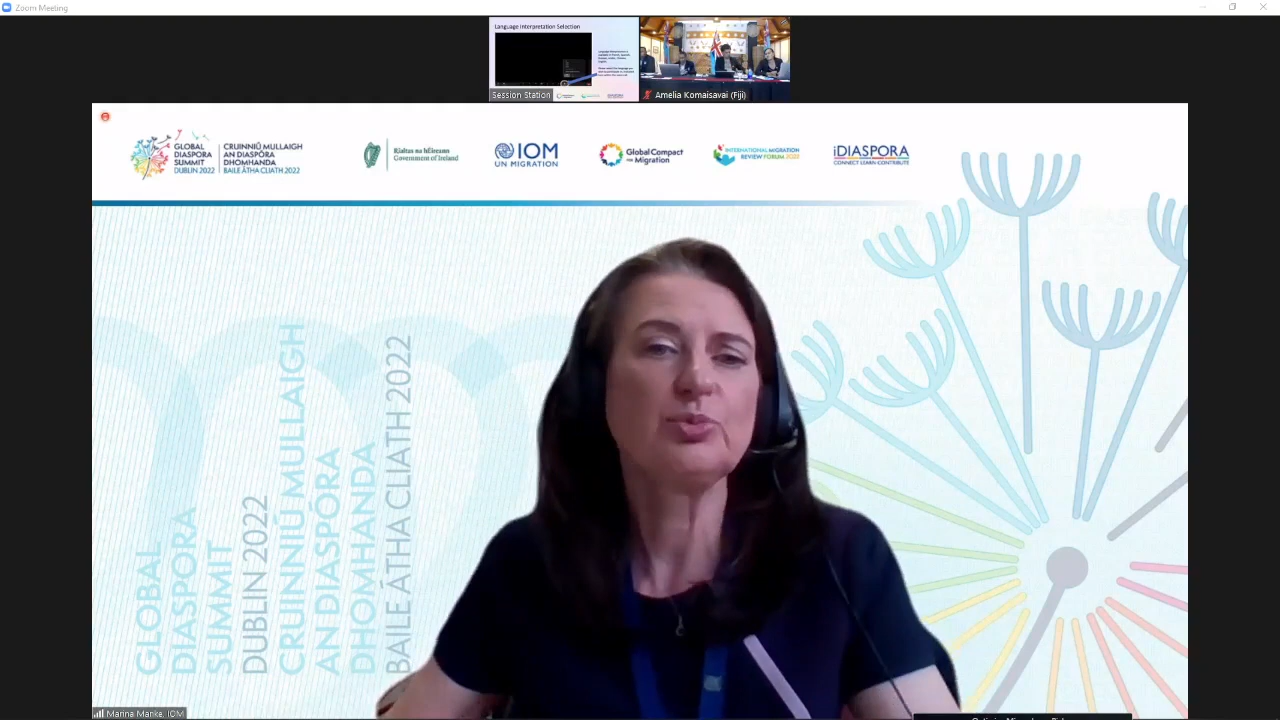 Zoom Meeting
Language Interpretation Selection
Session Station
Amelia Komaisavai (Fiji)
GLOBAL
DIASPORA
SUMMIT
DUBLIN 2022
CRUINNIÚ MULLAIGH
AN DIASPÓRA
DHOMHANDA
BAILE ÁTHA CLIATH 2022
Rialtas na hÉireann
Government of Ireland
IOM
UN MIGRATION
Global Compact
Migration
INTERNATIONAL MIGRATION
REVIEW FORUM 2022
iDIASPORA
CONNECT LEARN CONTRIBUTE
GLOBAL
DIASPORA
SUMMIT
DUBLIN 2022
CRUINNIÚ MULLAIGH
AN DIASPÓRA
DHOMHANDA
BAILE ÁTHA CLIATH 2022
Marina Manke, IOM